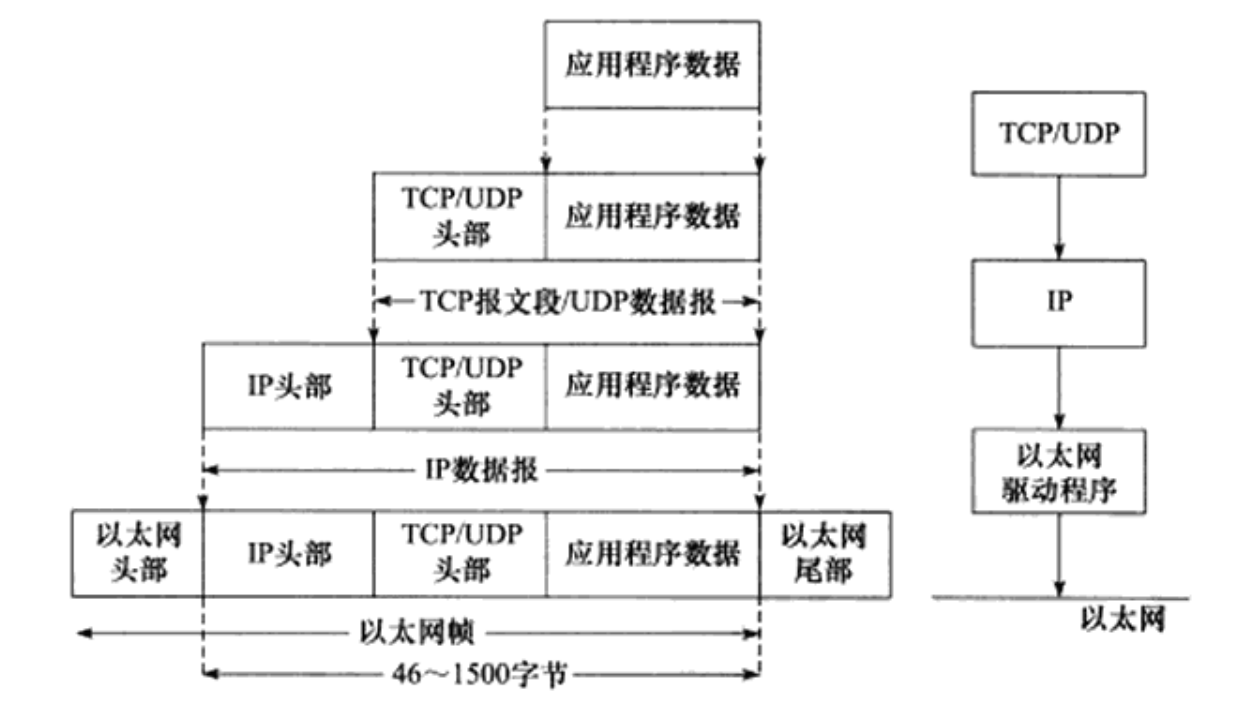 应用程序数据
TCP/UDP
头部
应用程序数据
TCP报文段/UDP数据报
IP头部
TCP/UDP
头部
应用程序数据
IP数据报
以太网
头部
IP头部
TCP/UDP
头部
应用程序数据
以太网
尾部
以太网帧
46～1500字节
TCP/UDP
IP
以太网
驱动程序
以太网